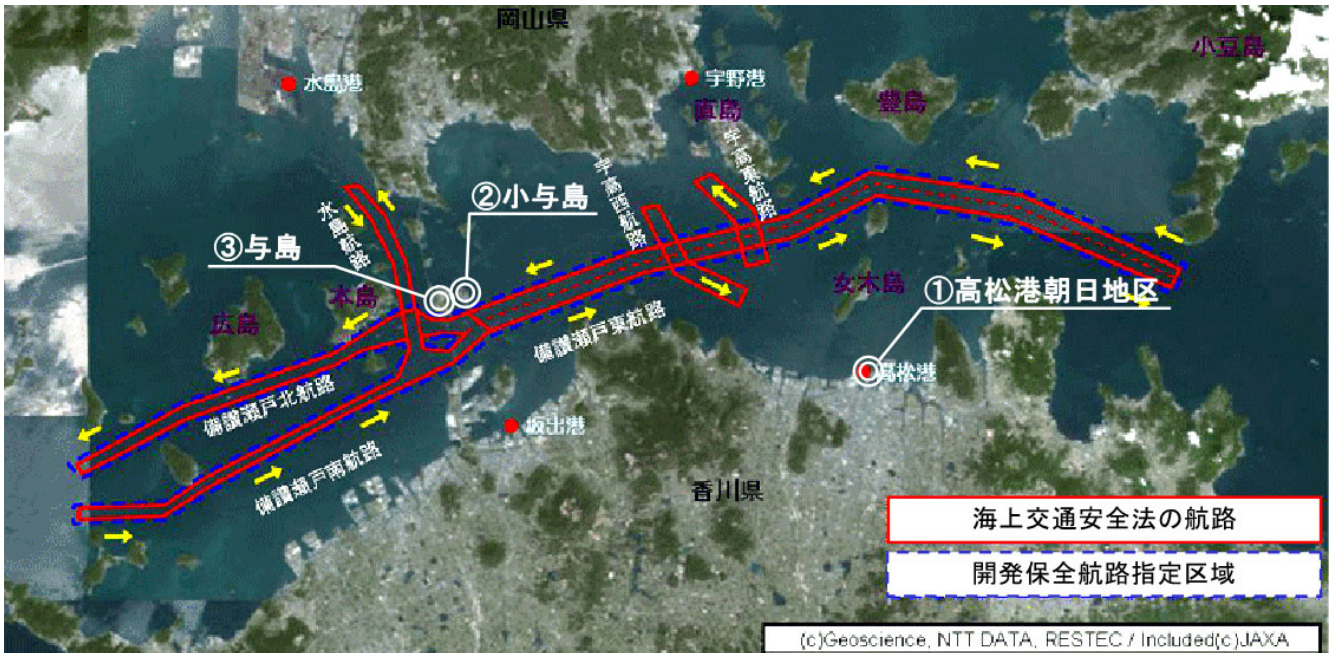 岡山県
小豆島
水島港
宇野港
直島
豊島
宇高東航路
宇高西航路
水島航路
②小与島
③与島
本島
広島
女木島
①高松港朝日地区
高松港
備讃瀬戸東航路
備讃瀬戸北航路
備讃瀬戸南航路
坂出港
香川県
海上交通安全法の航路
開発保全航路指定区域
(c)Geoscience, NTT DATA, RESTEC / Included(c)JAXA